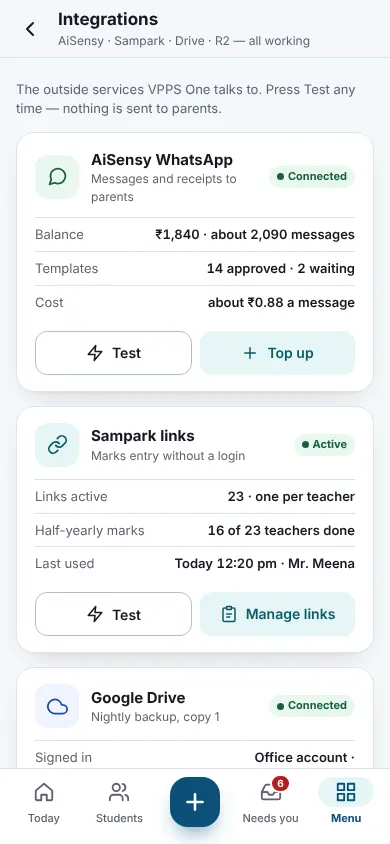 Integrations
AiSensy · Sampark · Drive · R2 — all working
The outside services VPPS One talks to. Press Test any
time — nothing is sent to parents.
AiSensy WhatsApp
Messages and receipts to
parents
Connected
Balance ₹1,840 · about 2,090 messages
Templates 14 approved · 2 waiting
Cost about ₹0.88 a message
Test Top up
Sampark links
Marks entry without a login
Active
Links active 23 · one per teacher
Half-yearly marks 16 of 23 teachers done
Last used Today 12:20 pm · Mr. Meena
Test Manage links
Google Drive
Nightly backup, copy 1
Connected
Signed in Office account ·
6
Today Students Needs you Menu